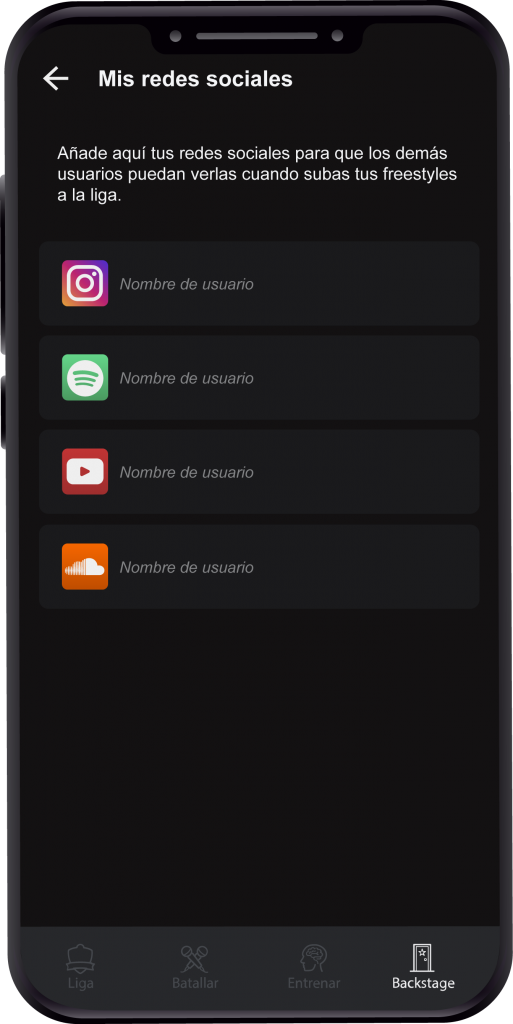 Mis redes sociales
Añade aquí tus redes sociales para que los demás
usuarios puedan verlas cuando subas tus freestyles
a la liga.
Nombre de usuario
Nombre de usuario
Nombre de usuario
Nombre de usuario
Liga
Batallar
Entrenar
Backstage